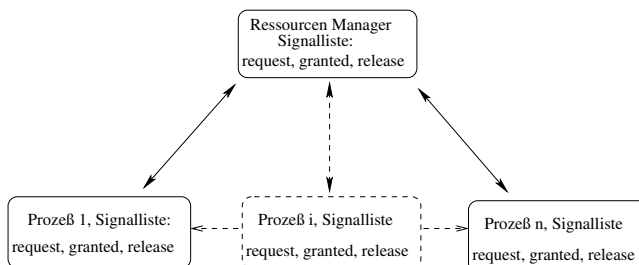 Ressourcen Manager
Signalliste:
request, granted, release
Prozeß 1, Signalliste:
request, granted, release
Prozeß i, Signalliste
request, granted, release
Prozeß n, Signalliste
request, granted, release